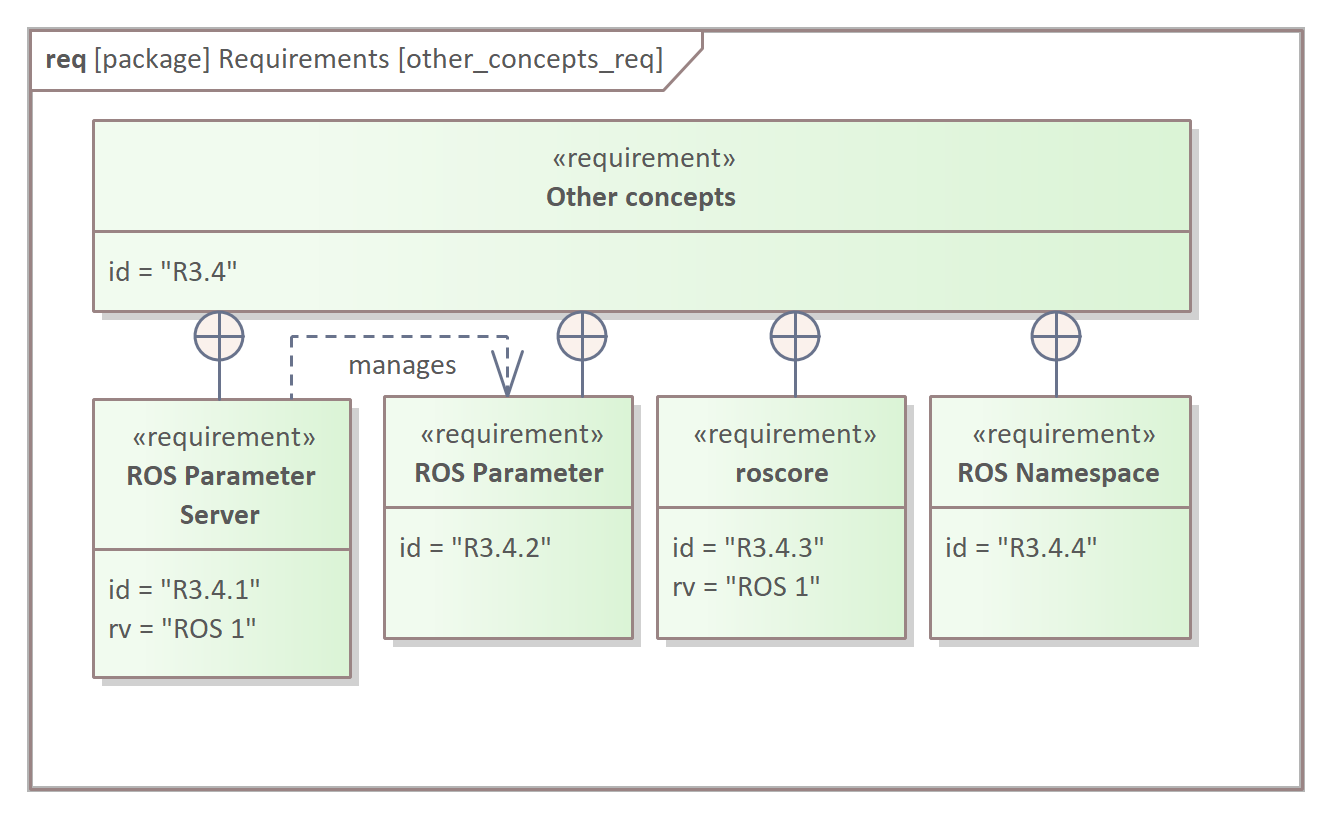 req [package] Requirements [other_concepts_req]
«requirement»
Other concepts
id = "R3.4"
manages
«requirement»
ROS Parameter
Server
id = "R3.4.1"
rv = "ROS 1"
«requirement»
ROS Parameter
id = "R3.4.2"
«requirement»
roscore
id = "R3.4.3"
rv = "ROS 1"
«requirement»
ROS Namespace
id = "R3.4.4"